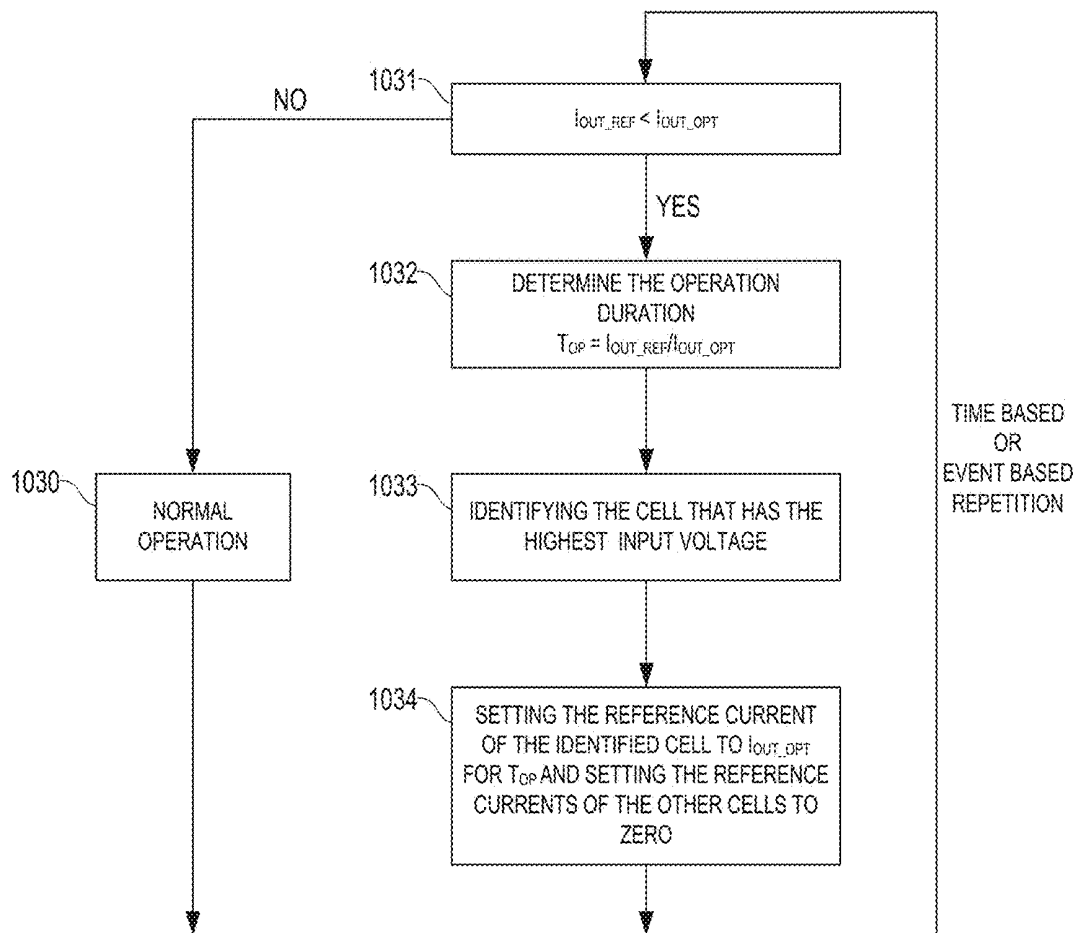 1031
I_OUT_REF < I_OUT_OPT
NO
YES
1032
DETERMINE THE OPERATION
DURATION
T_OP = I_OUT_REF/I_OUT_OPT
1033
IDENTIFYING THE CELL THAT HAS THE
HIGHEST INPUT VOLTAGE
1030
NORMAL
OPERATION
TIME BASED
OR
EVENT BASED
REPETITION
1034
SETTING THE REFERENCE CURRENT
OF THE IDENTIFIED CELL TO I_OUT_OPT
FOR T_OP AND SETTING THE REFERENCE
CURRENTS OF THE OTHER CELLS TO
ZERO